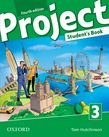 Fourth edition
Project
Student's Book
3
Tom Hutchinson
OXFORD